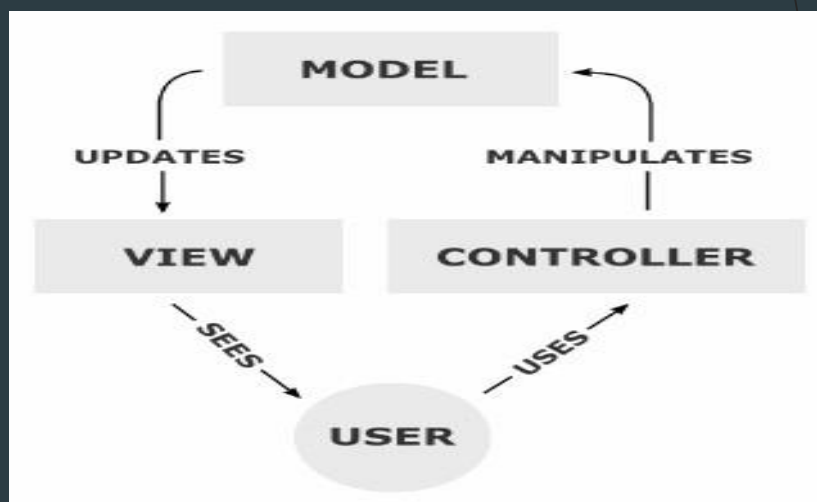 MODEL
UPDATES
MANIPULATES
VIEW
CONTROLLER
SEES
USES
USER